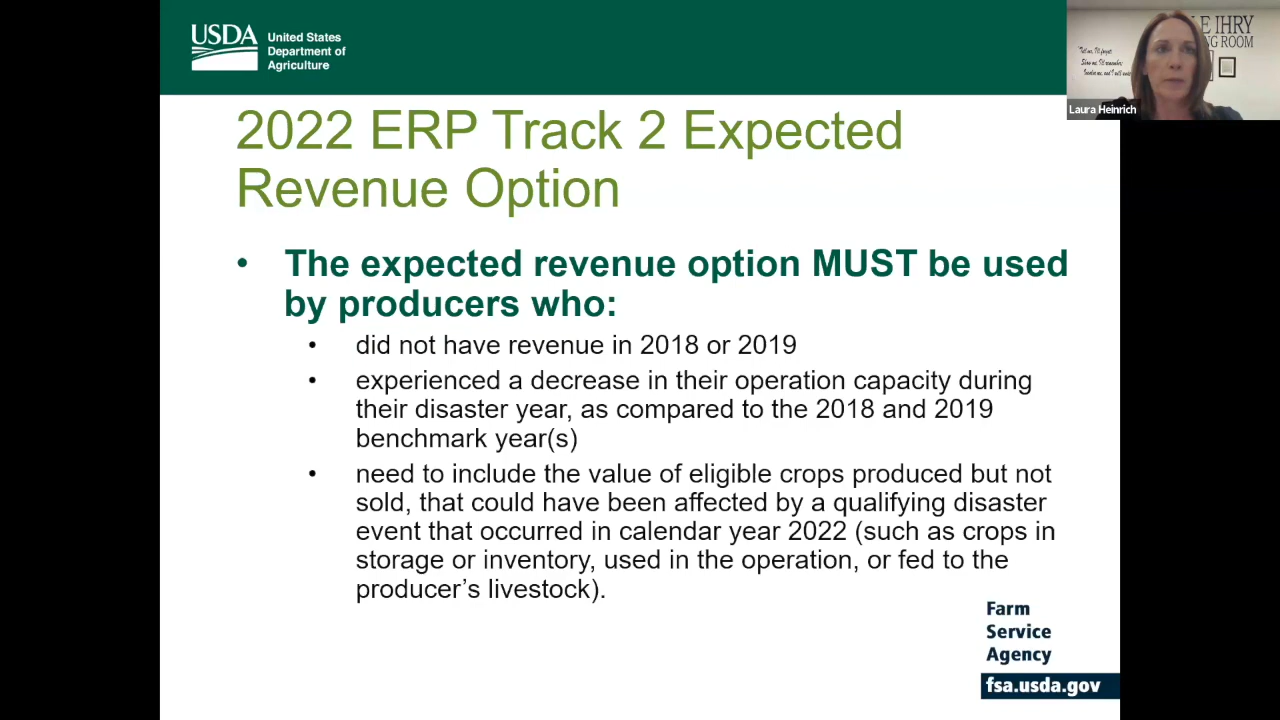 USDA
United States
Department of
Agriculture
E IHRY
NG ROOM
Laura Heinrich
2022 ERP Track 2 Expected
Revenue Option
• The expected revenue option MUST be used
by producers who:
• did not have revenue in 2018 or 2019
• experienced a decrease in their operation capacity during
their disaster year, as compared to the 2018 and 2019
benchmark year(s)
• need to include the value of eligible crops produced but not
sold, that could have been affected by a qualifying disaster
event that occurred in calendar year 2022 (such as crops in
storage or inventory, used in the operation, or fed to the
producer’s livestock).
Farm
Service
Agency
fsa.usda.gov